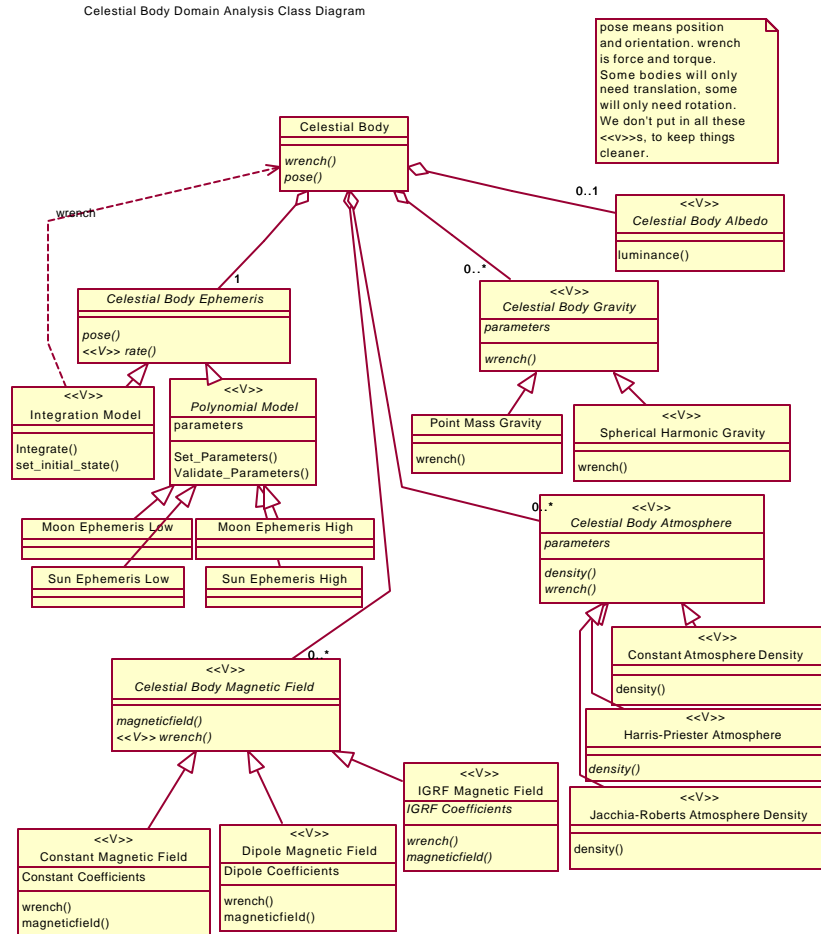 Celestial Body Domain Analysis Class Diagram
pose means position
and orientation. wrench
is force and torque.
Some bodies will only
need translation, some
will only need rotation.
We don't put in all these
<<v>>s, to keep things
cleaner.
Celestial Body
wrench()
pose()
wrench
0..1
<<V>>
Celestial Body Albedo
luminance()
1
Celestial Body Ephemeris
pose()
<<V>> rate()
0..*
<<V>>
Celestial Body Gravity
parameters
wrench()
<<V>>
Integration Model
Integrate()
set_initial_state()
<<V>>
Polynomial Model
parameters
Set_Parameters()
Validate_Parameters()
Point Mass Gravity
wrench()
<<V>>
Spherical Harmonic Gravity
wrench()
Moon Ephemeris Low
Moon Ephemeris High
Sun Ephemeris Low
Sun Ephemeris High
0..*
<<V>>
Celestial Body Atmosphere
parameters
density()
wrench()
<<V>>
Constant Atmosphere Density
density()
<<V>>
Harris-Priester Atmosphere
density()
<<V>>
Jacchia-Roberts Atmosphere Density
density()
0..*
<<V>>
Celestial Body Magnetic Field
magneticfield()
<<V>> wrench()
<<V>>
IGRF Magnetic Field
IGRF Coefficients
wrench()
magneticfield()
<<V>>
Constant Magnetic Field
Constant Coefficients
wrench()
magneticfield()
<<V>>
Dipole Magnetic Field
Dipole Coefficients
wrench()
magneticfield()